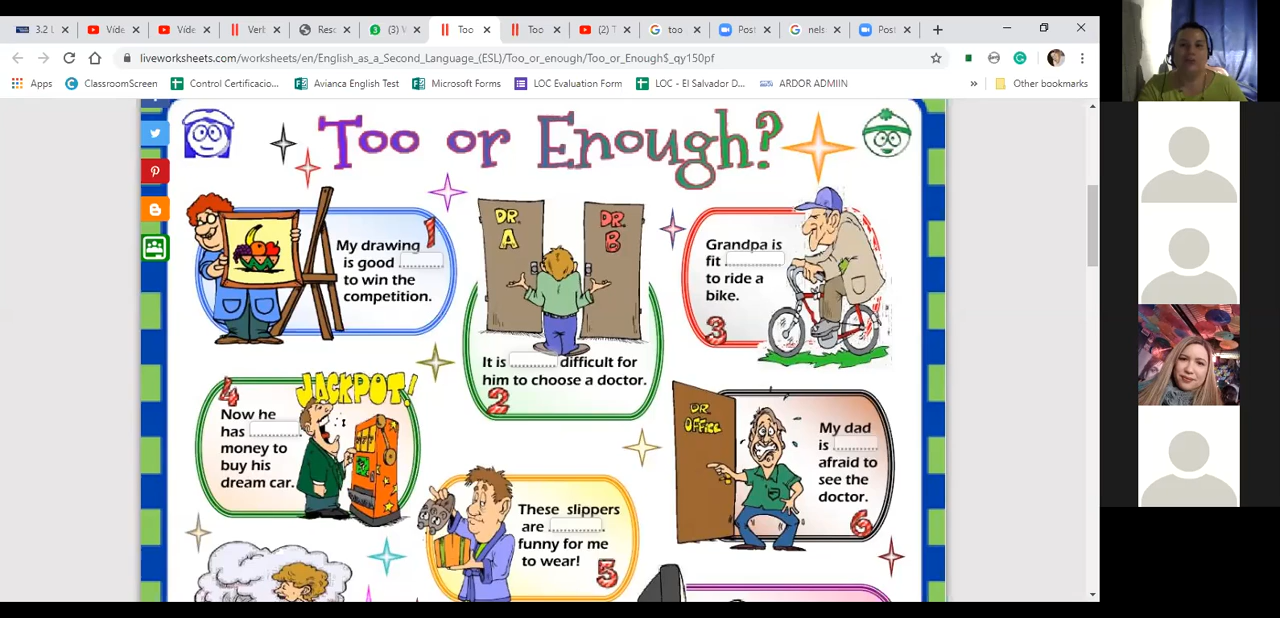 3.2 L
Víde
Víde
Verb
Resc
(3) V
Too
Too
(2) T
too
Post
nels
Post
liveworksheets.com/worksheets/en/English_as_a_Second_Language_(ESL)/Too_or_enough/Too_or_Enough$_qy150pf
Apps
ClassroomScreen
Control Certificacio...
Avianca English Test
Microsoft Forms
LOC Evaluation Form
LOC - El Salvador D...
ARDOR ADMIIN
»
Other bookmarks
Too or Enough?
My drawing 1
is good
to win the
competition.
DR. A
DR. B
It is difficult for
him to choose a doctor.
2
Grandpa is
fit
to ride a
bike.
3
4
JACKPOT!
Now he
has
money to
buy his
dream car.
These slippers
are
funny for me
to wear!
5
DR.
OFFICE
My dad
is
afraid to
see the
doctor.
6